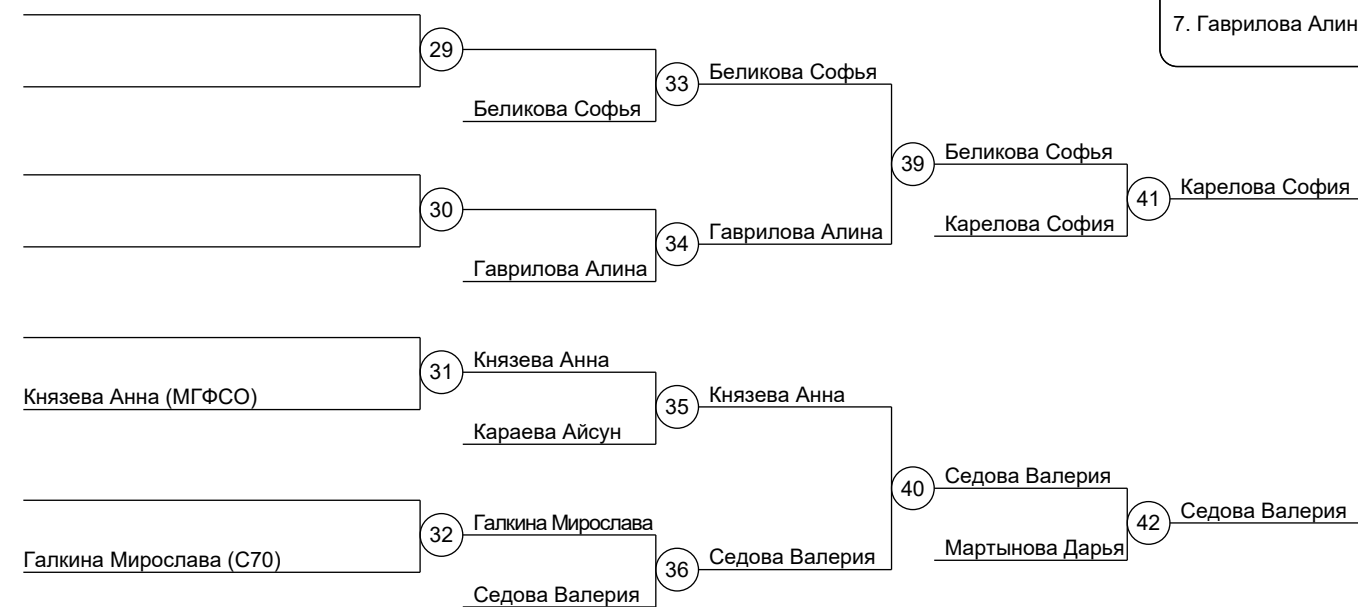 7. Гаврилова Алин
29
Беликова Софья
33
Беликова Софья
30
Гаврилова Алина
34
Гаврилова Алина
39
Беликова Софья
Карелова София
41
Карелова София
Князева Анна (МГФСО)
31
Князева Анна
Караева Айсун
35
Князева Анна
Галкина Мирослава (С70)
32
Галкина Мирослава
Седова Валерия
36
Седова Валерия
40
Седова Валерия
Мартынова Дарья
42
Седова Валерия